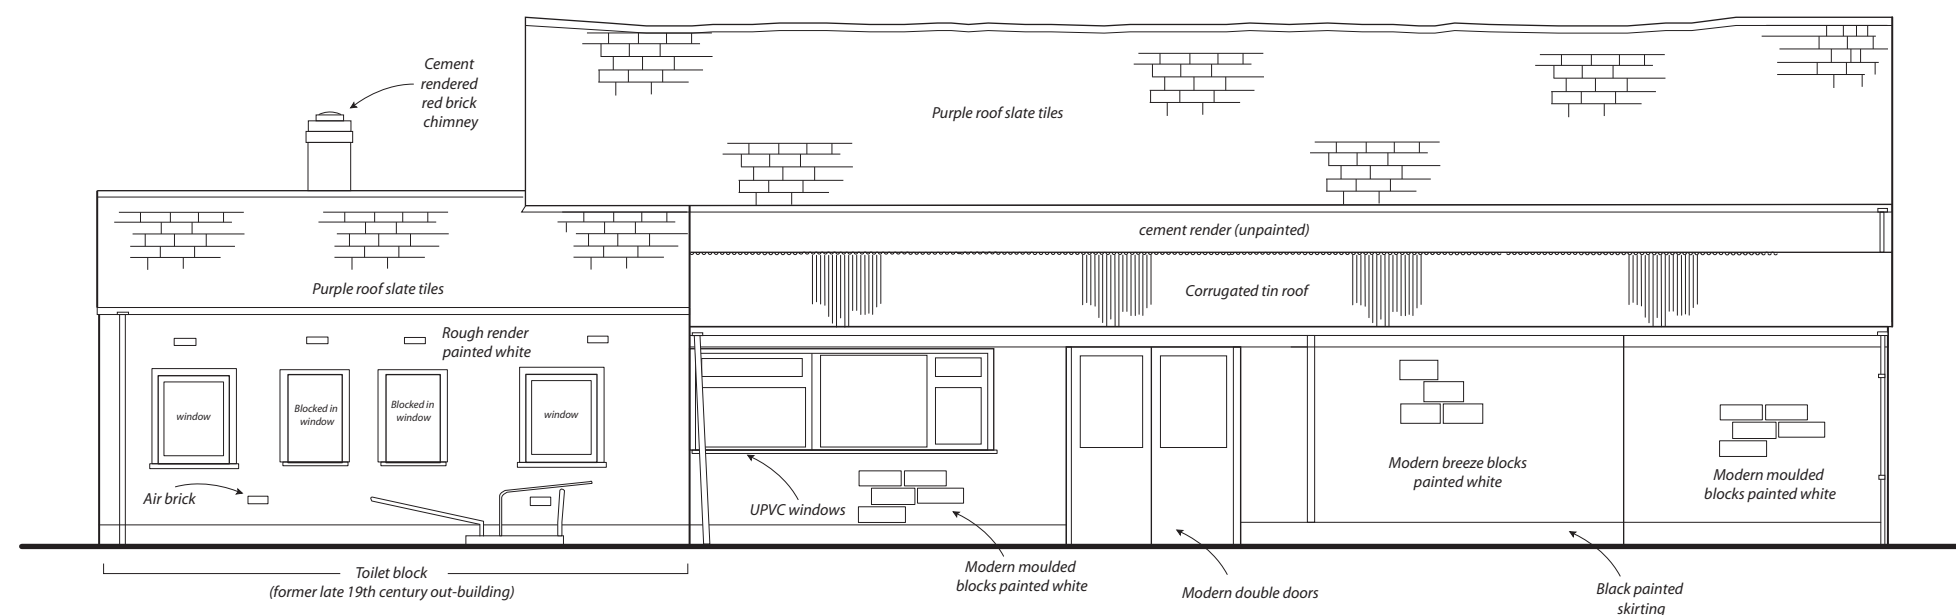 Cement
rendered
red brick
chimney
Purple roof slate tiles
cement render (unpainted)
Purple roof slate tiles
Corrugated tin roof
Rough render
painted white
window
Blocked in
window
Blocked in
window
window
Air brick
UPVC windows
Modern breeze blocks
painted white
Modern moulded
blocks painted white
Toilet block
(former late 19th century out-building)
Modern moulded
blocks painted white
Modern double doors
Black painted
skirting